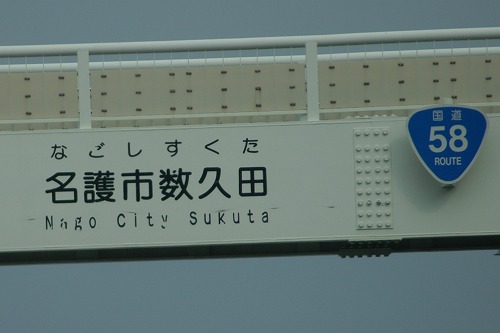 なごしすくた
名護市数久田
Nago City Sukuta
国道
58
ROUTE